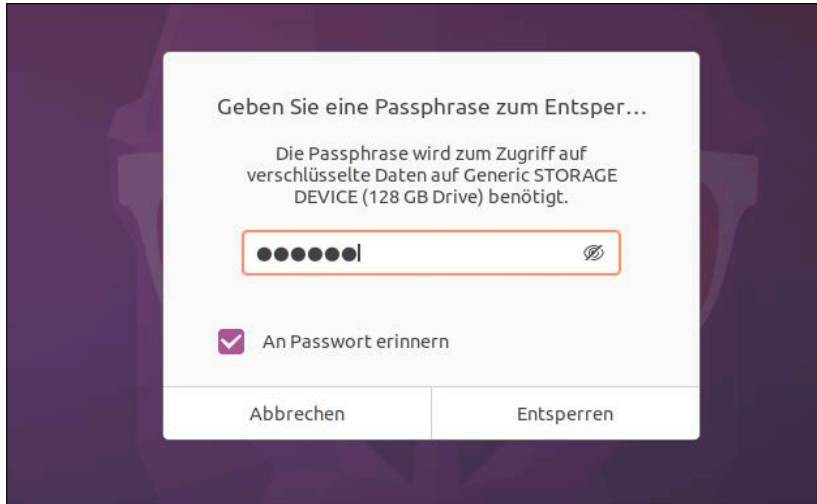 Geben Sie eine Passphrase zum Entsper…
Die Passphrase wird zum Zugriff auf
verschlüsselte Daten auf Generic STORAGE
DEVICE (128 GB Drive) benötigt.
●●●●●●
An Passwort erinnern
Abbrechen
Entsperren